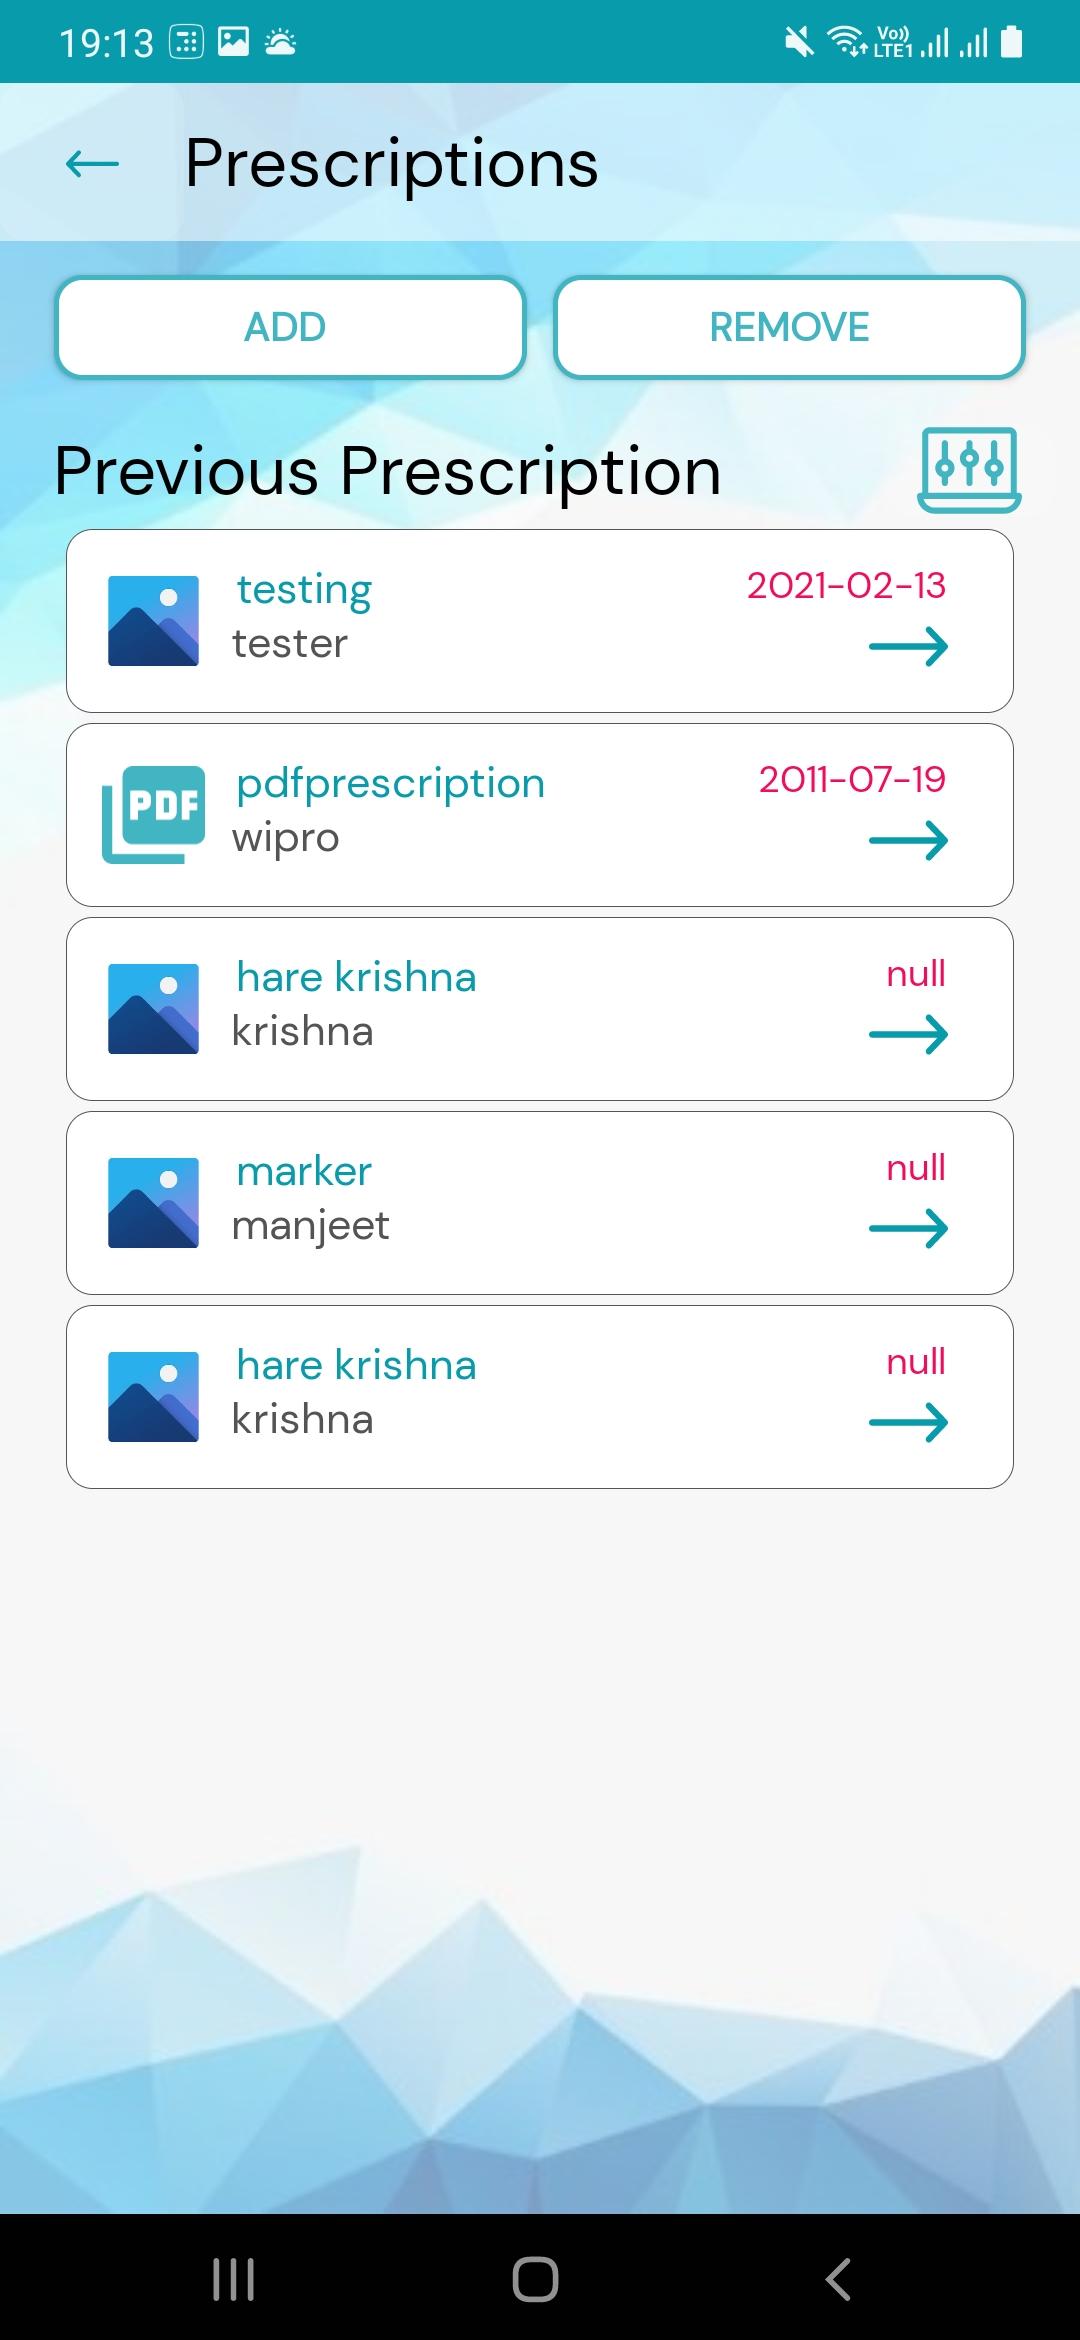 19:13
Vo))
LTE1
Prescriptions
ADD
REMOVE
Previous Prescription
testing
2021-02-13
tester
PDF
pdfprescription
2011-07-19
wipro
hare krishna
null
krishna
marker
null
manjeet
hare krishna
null
krishna